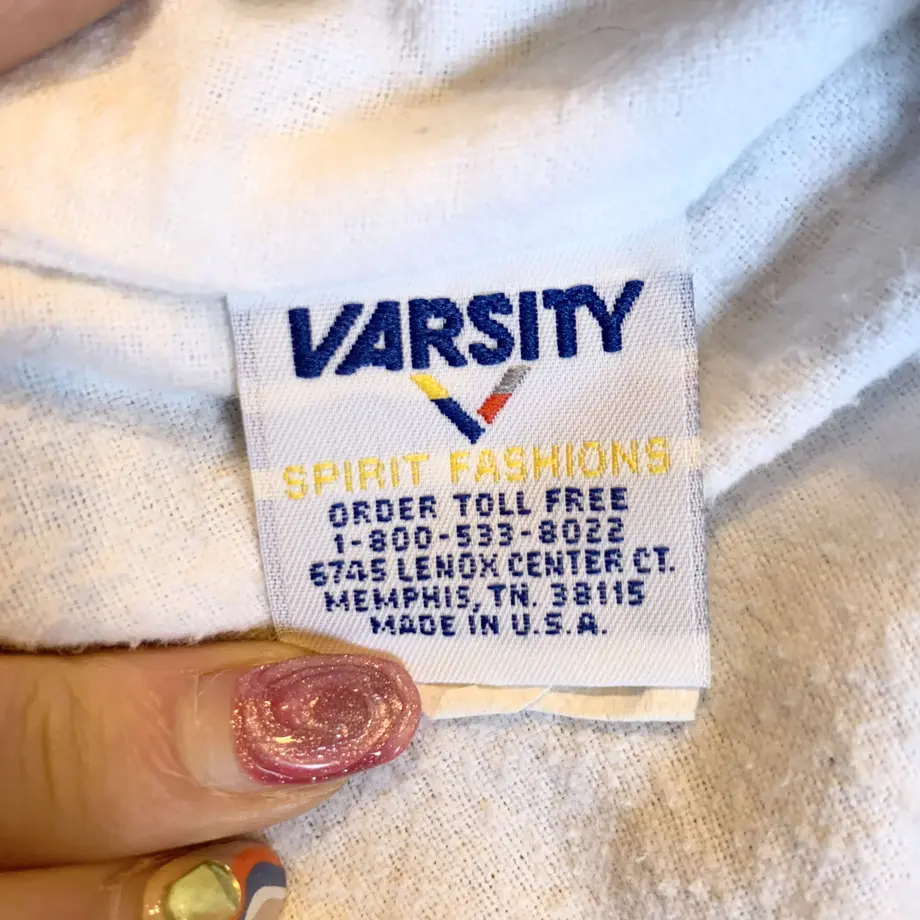 VARSITY
SPIRIT FASHIONS
ORDER TOLL FREE
1-800-533-8022
6745 LENOX CENTER CT.
MEMPHIS, TN. 38115
MADE IN U.S.A.